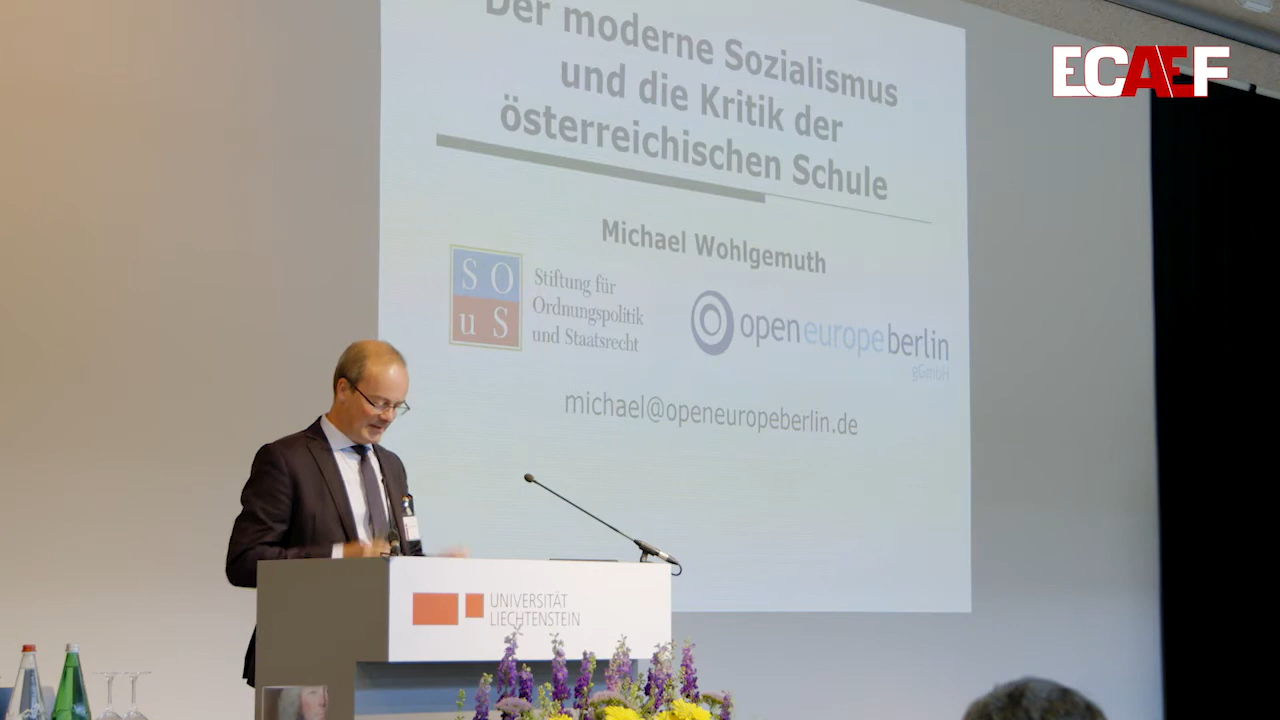 ECAEF
Der moderne Sozialismus
und die Kritik der
österreichischen Schule
Michael Wohlgemuth
S O
u S
Stiftung für
Ordnungspolitik
und Staatsrecht
openeuropeberlin
gGmbH
michael@openeuropeberlin.de
UNIVERSITÄT
LIECHTENSTEIN